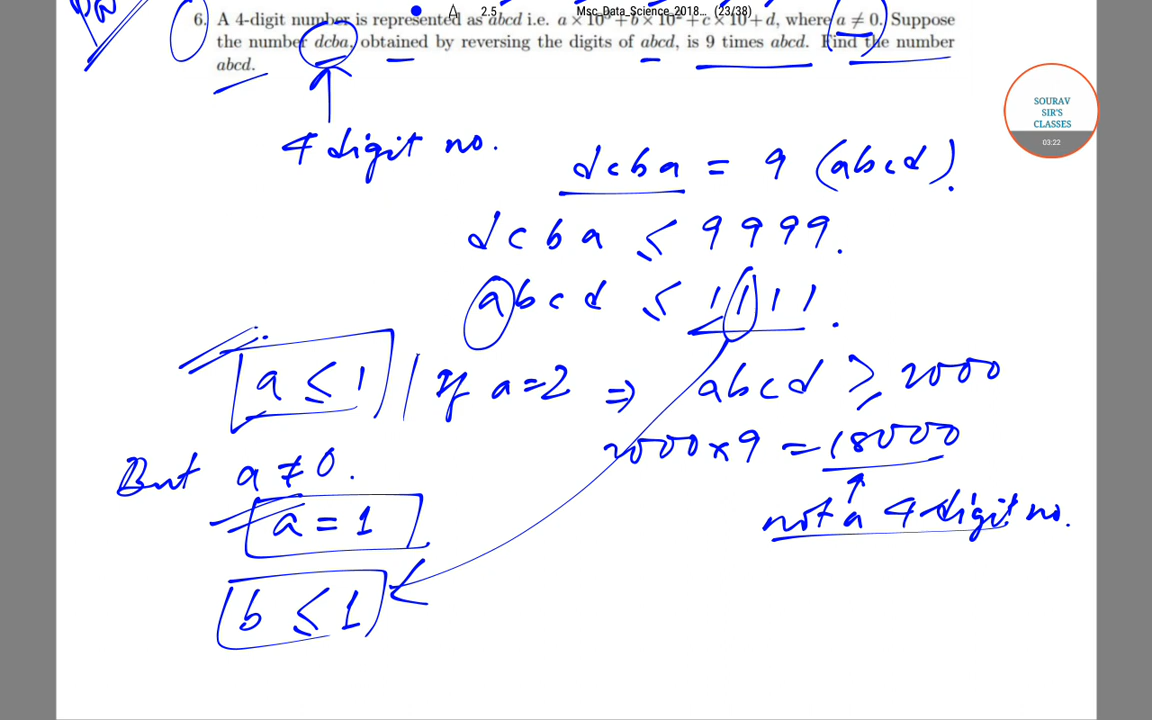 Msc_Data_Science_2018... (23/38)
2.5
6. A 4-digit number is represented as abcd i.e. a × 10³ + b × 10² + c × 10 + d, where a ≠ 0. Suppose
the number dcba, obtained by reversing the digits of abcd, is 9 times abcd. Find the number
abcd.
SOURAV
SIR'S
CLASSES
03:22
4 digit no.
dcba = 9 (abcd).
dcba ≤ 9999.
abcd ≤ 1111.
a ≤ 1 | If a=2 ⇒ abcd ≥ 2000
2000×9 = 18000
But a ≠ 0.
not a 4 digit no.
a = 1
b ≤ 1